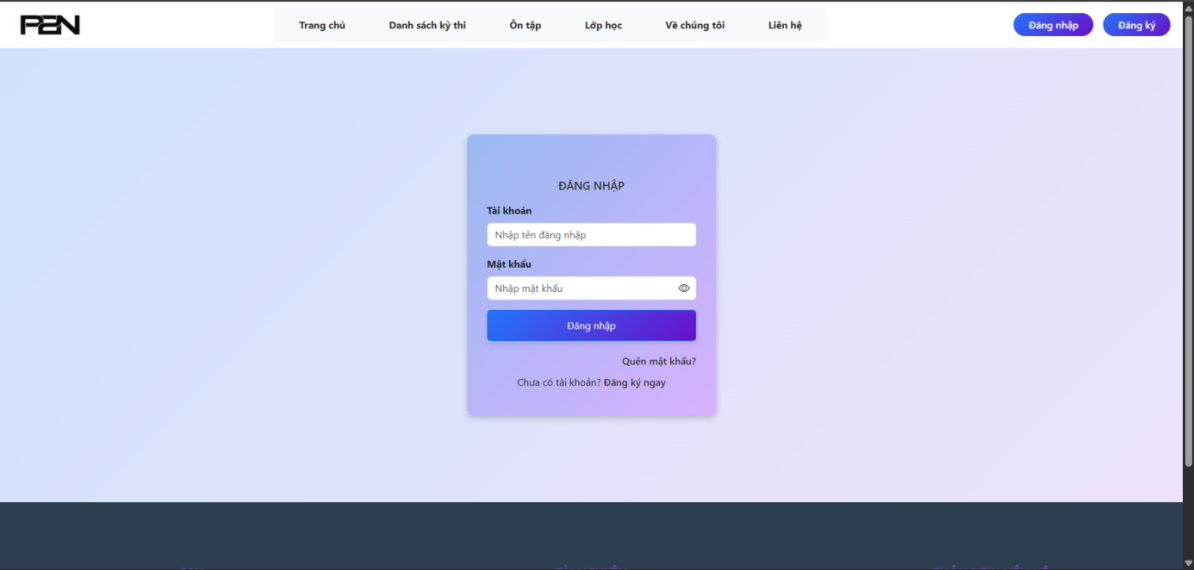 PEN
Trang chủ Danh sách kỳ thi Ôn tập Lớp học Về chúng tôi Liên hệ Đăng nhập Đăng ký
ĐĂNG NHẬP
Tài khoản
Nhập tên đăng nhập
Mật khẩu
Nhập mật khẩu
Đăng nhập
Quên mật khẩu?
Chưa có tài khoản? Đăng ký ngay